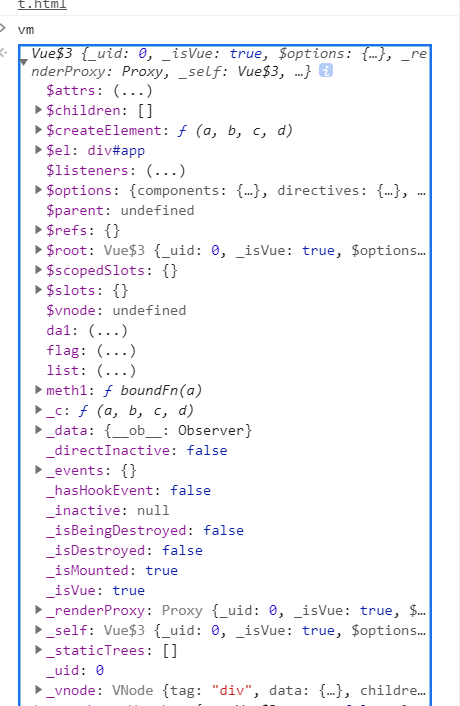 t.html
vm
Vue$3 {_uid: 0, _isVue: true, $options: {…}, _re
nderProxy: Proxy, _self: Vue$3, …} i
$attrs: (...)
$children: []
$createElement: ƒ (a, b, c, d)
$el: div#app
$listeners: (...)
$options: {components: {…}, directives: {…}, …
$parent: undefined
$refs: {}
$root: Vue$3 {_uid: 0, _isVue: true, $options…
$scopedSlots: {}
$slots: {}
$vnode: undefined
da1: (...)
flag: (...)
list: (...)
meth1: ƒ boundFn(a)
_c: ƒ (a, b, c, d)
_data: {__ob__: Observer}
_directInactive: false
_events: {}
_hasHookEvent: false
_inactive: null
_isBeingDestroyed: false
_isDestroyed: false
_isMounted: true
_isVue: true
_renderProxy: Proxy {_uid: 0, _isVue: true, $…
_self: Vue$3 {_uid: 0, _isVue: true, $options…
_staticTrees: []
_uid: 0
_vnode: VNode {tag: "div", data: {…}, childre…